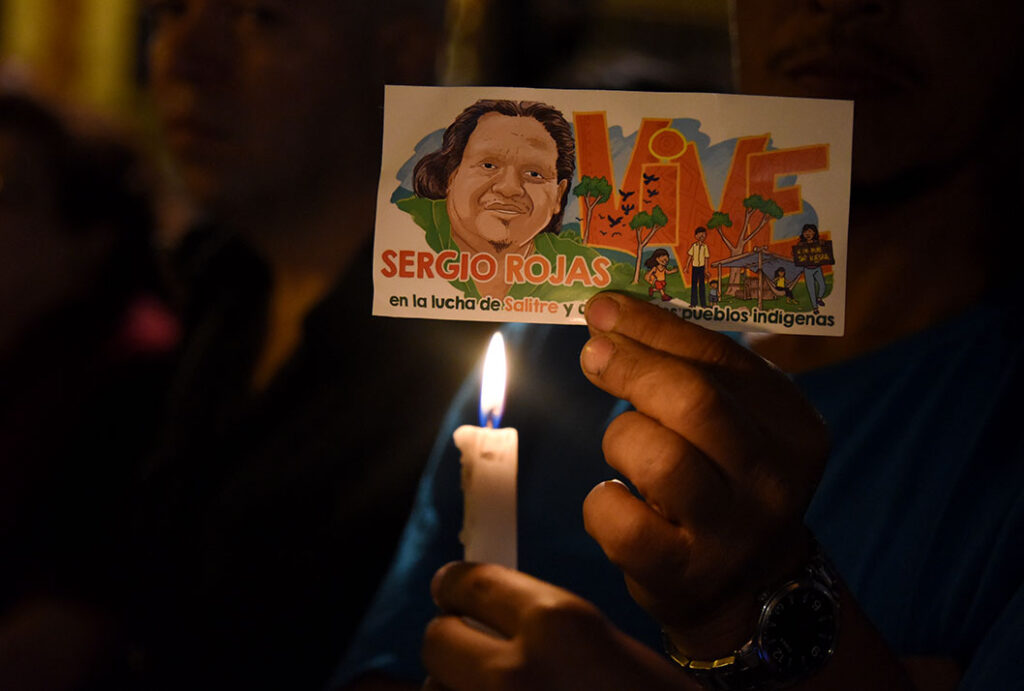 ViVE
SERGIO ROJAS
en la lucha de Salitre y pueblos indígenas